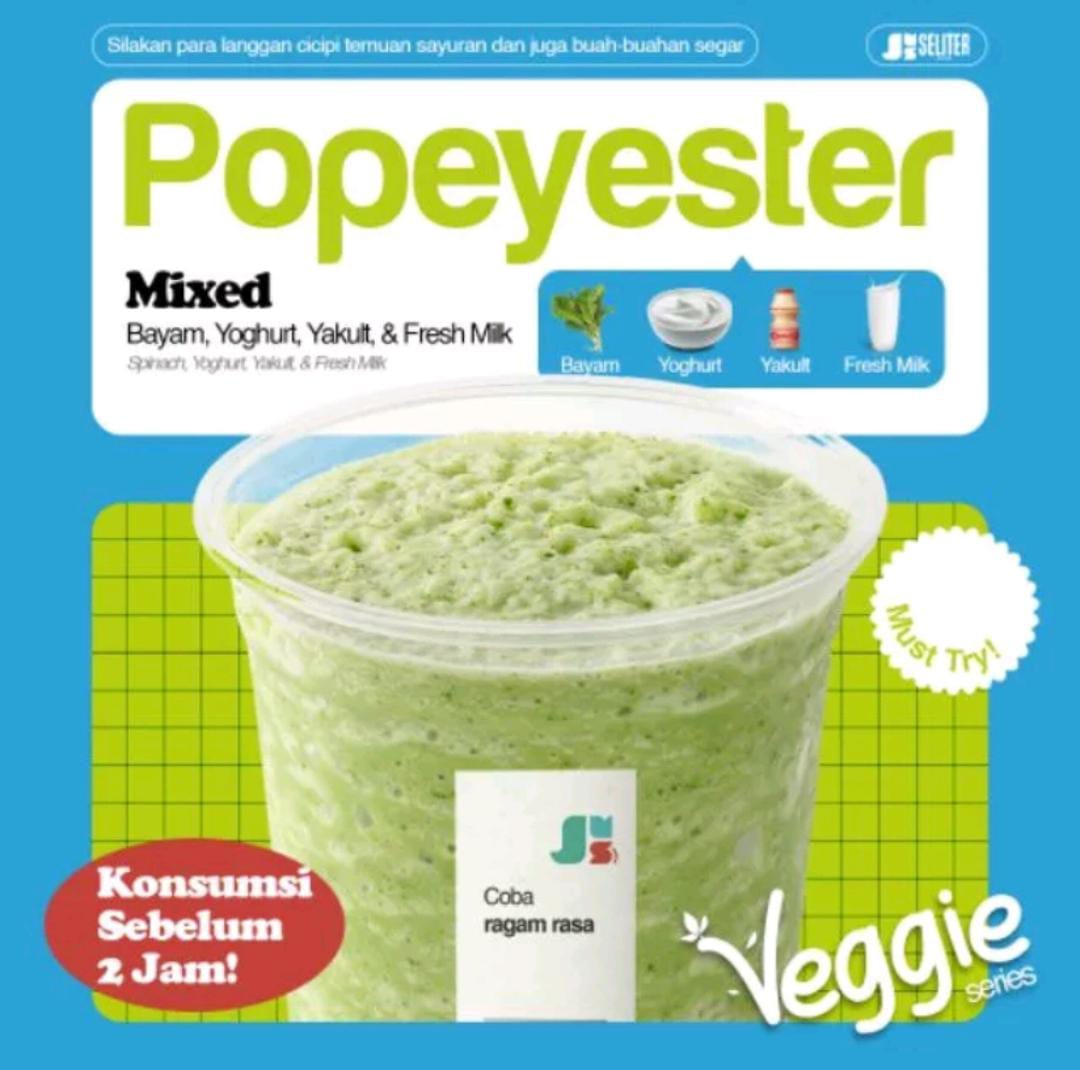 Silakan para langgan cicipi temuan sayuran dan juga buah-buahan segar
SELITER
Popeyester
Mixed
Bayam, Yoghurt, Yakult, & Fresh Milk
Spinach, Yoghurt, Yakult, & Fresh Milk
Bayam
Yoghurt
Yakult
Fresh Milk
Must Try!
Coba
ragam rasa
Konsumsi
Sebelum
2 Jam!
Veggie
series